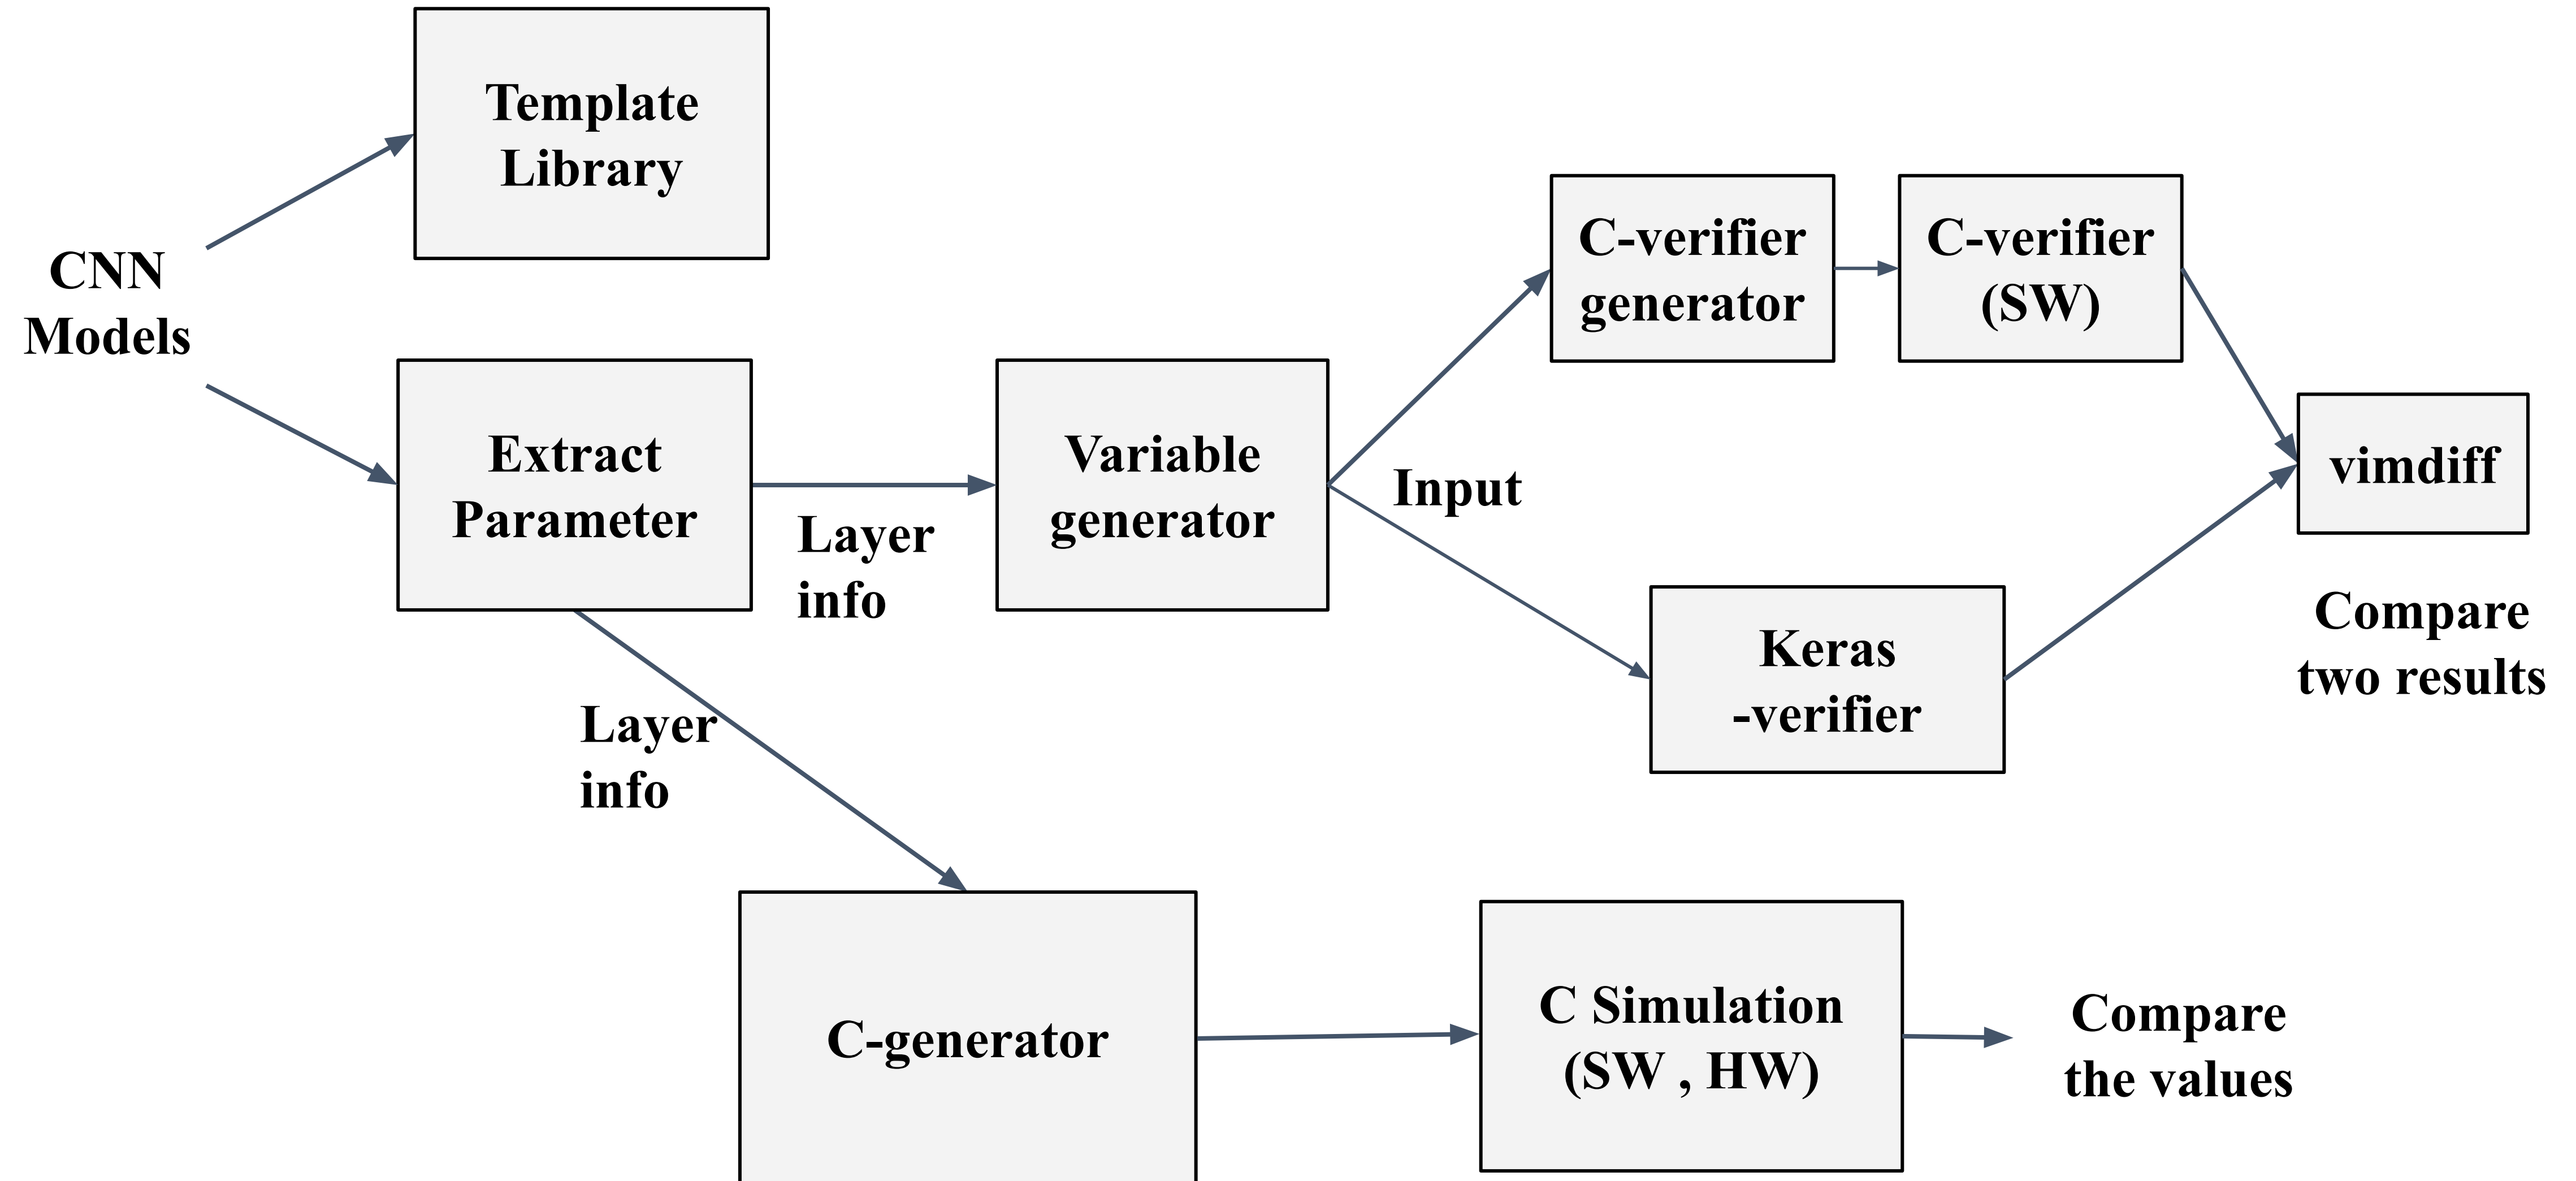 Template
Library
CNN
Models
Extract
Parameter
Layer
info
Variable
generator
Input
C-verifier
generator
C-verifier
(SW)
Keras
-verifier
vimdiff
Compare
two results
Layer
info
C-generator
C Simulation
(SW , HW)
Compare
the values